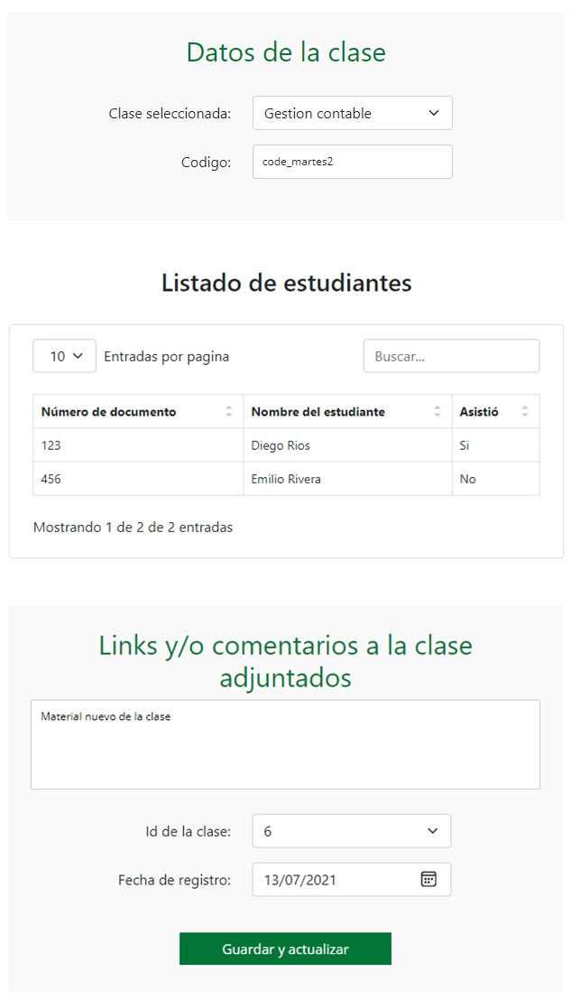 Datos de la clase
Clase seleccionada: Gestion contable
Codigo: code_martes2
Listado de estudiantes
10 Entradas por pagina Buscar...
Número de documento Nombre del estudiante Asistió
123 Diego Rios Si
456 Emilio Rivera No
Mostrando 1 de 2 de 2 entradas
Links y/o comentarios a la clase
adjuntados
Material nuevo de la clase
Id de la clase: 6
Fecha de registro: 13/07/2021
Guardar y actualizar